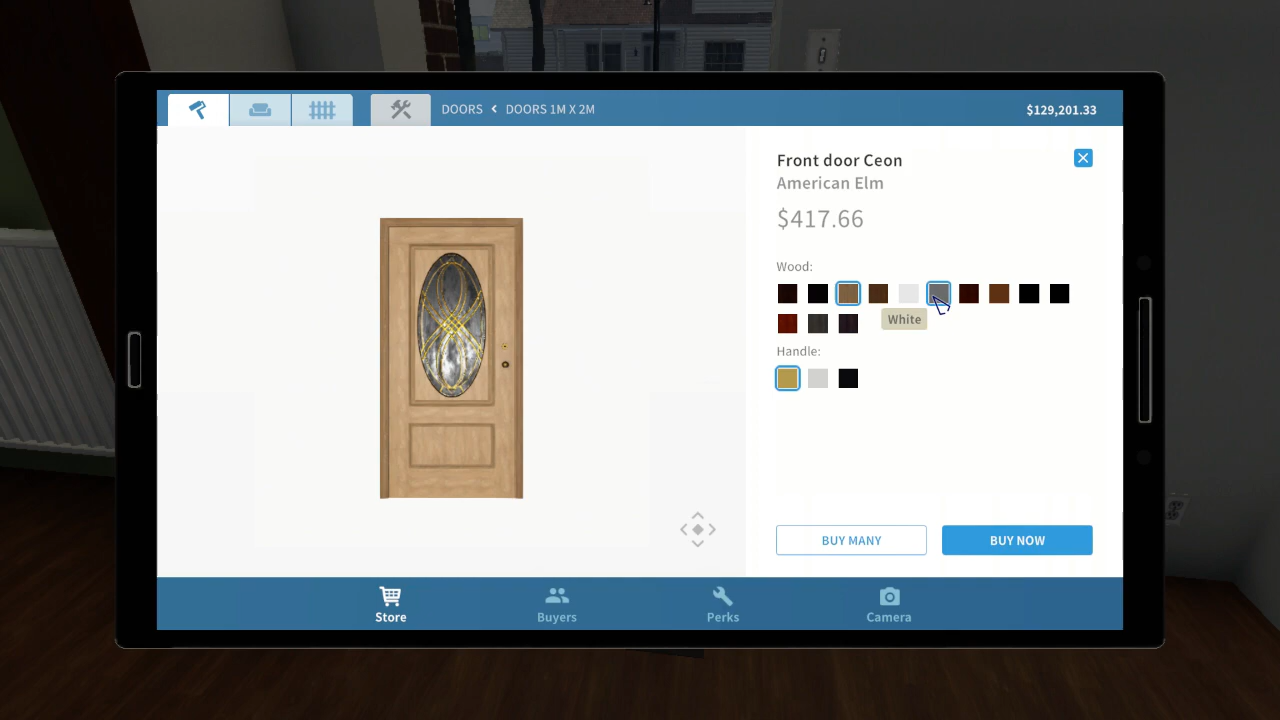 DOORS < DOORS 1M X 2M
$129,201.33
Front door Ceon
American Elm
$417.66
Wood:
White
Handle:
BUY MANY
BUY NOW
Store
Buyers
Perks
Camera